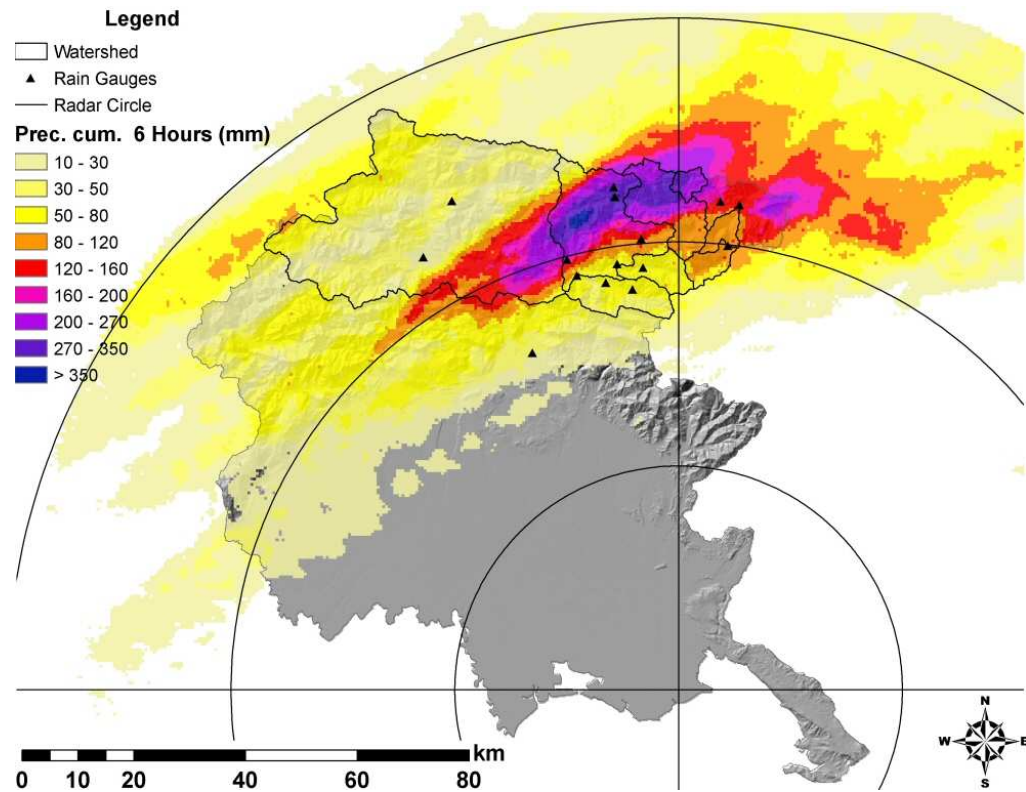 Legend
Watershed
Rain Gauges
Radar Circle
Prec. cum. 6 Hours (mm)
10 - 30
30 - 50
50 - 80
80 - 120
120 - 160
160 - 200
200 - 270
270 - 350
> 350
N
W E
S
km
0 5 10 20 40 60 80